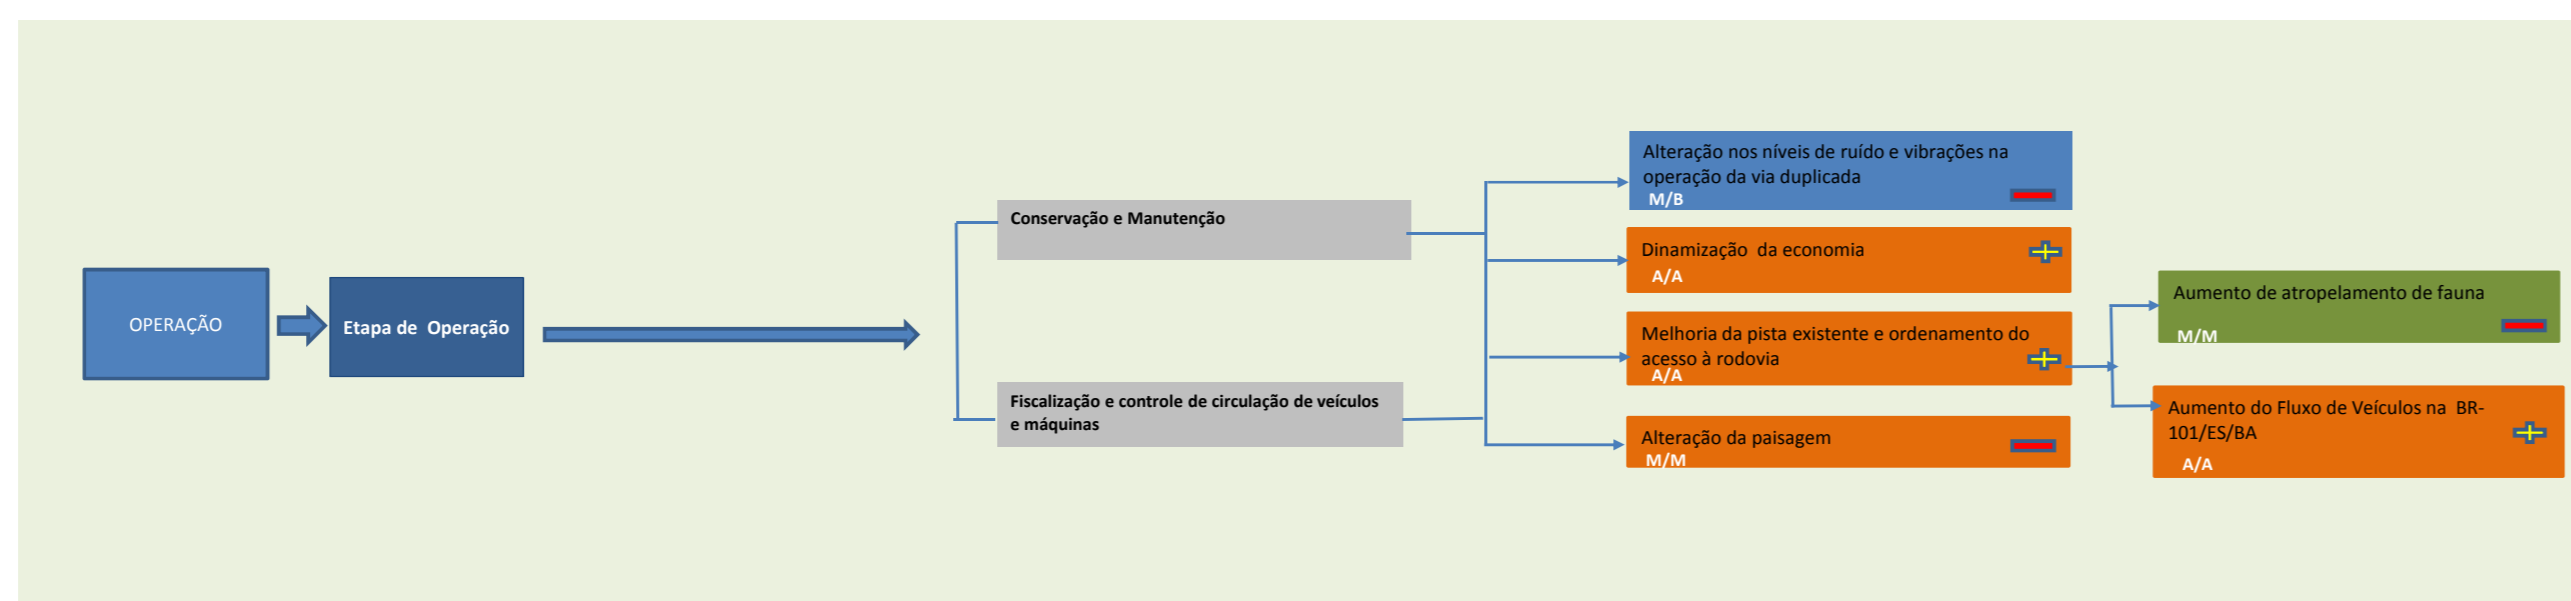 OPERAÇÃO
Etapa de Operação
Conservação e Manutenção
Fiscalização e controle de circulação de veículos
e máquinas
Alteração nos níveis de ruído e vibrações na
operação da via duplicada
M/B
Dinamização da economia
A/A
Melhoria da pista existente e ordenamento do
acesso à rodovia
A/A
Alteração da paisagem
M/M
Aumento de atropelamento de fauna
M/M
Aumento do Fluxo de Veículos na BR-
101/ES/BA
A/A